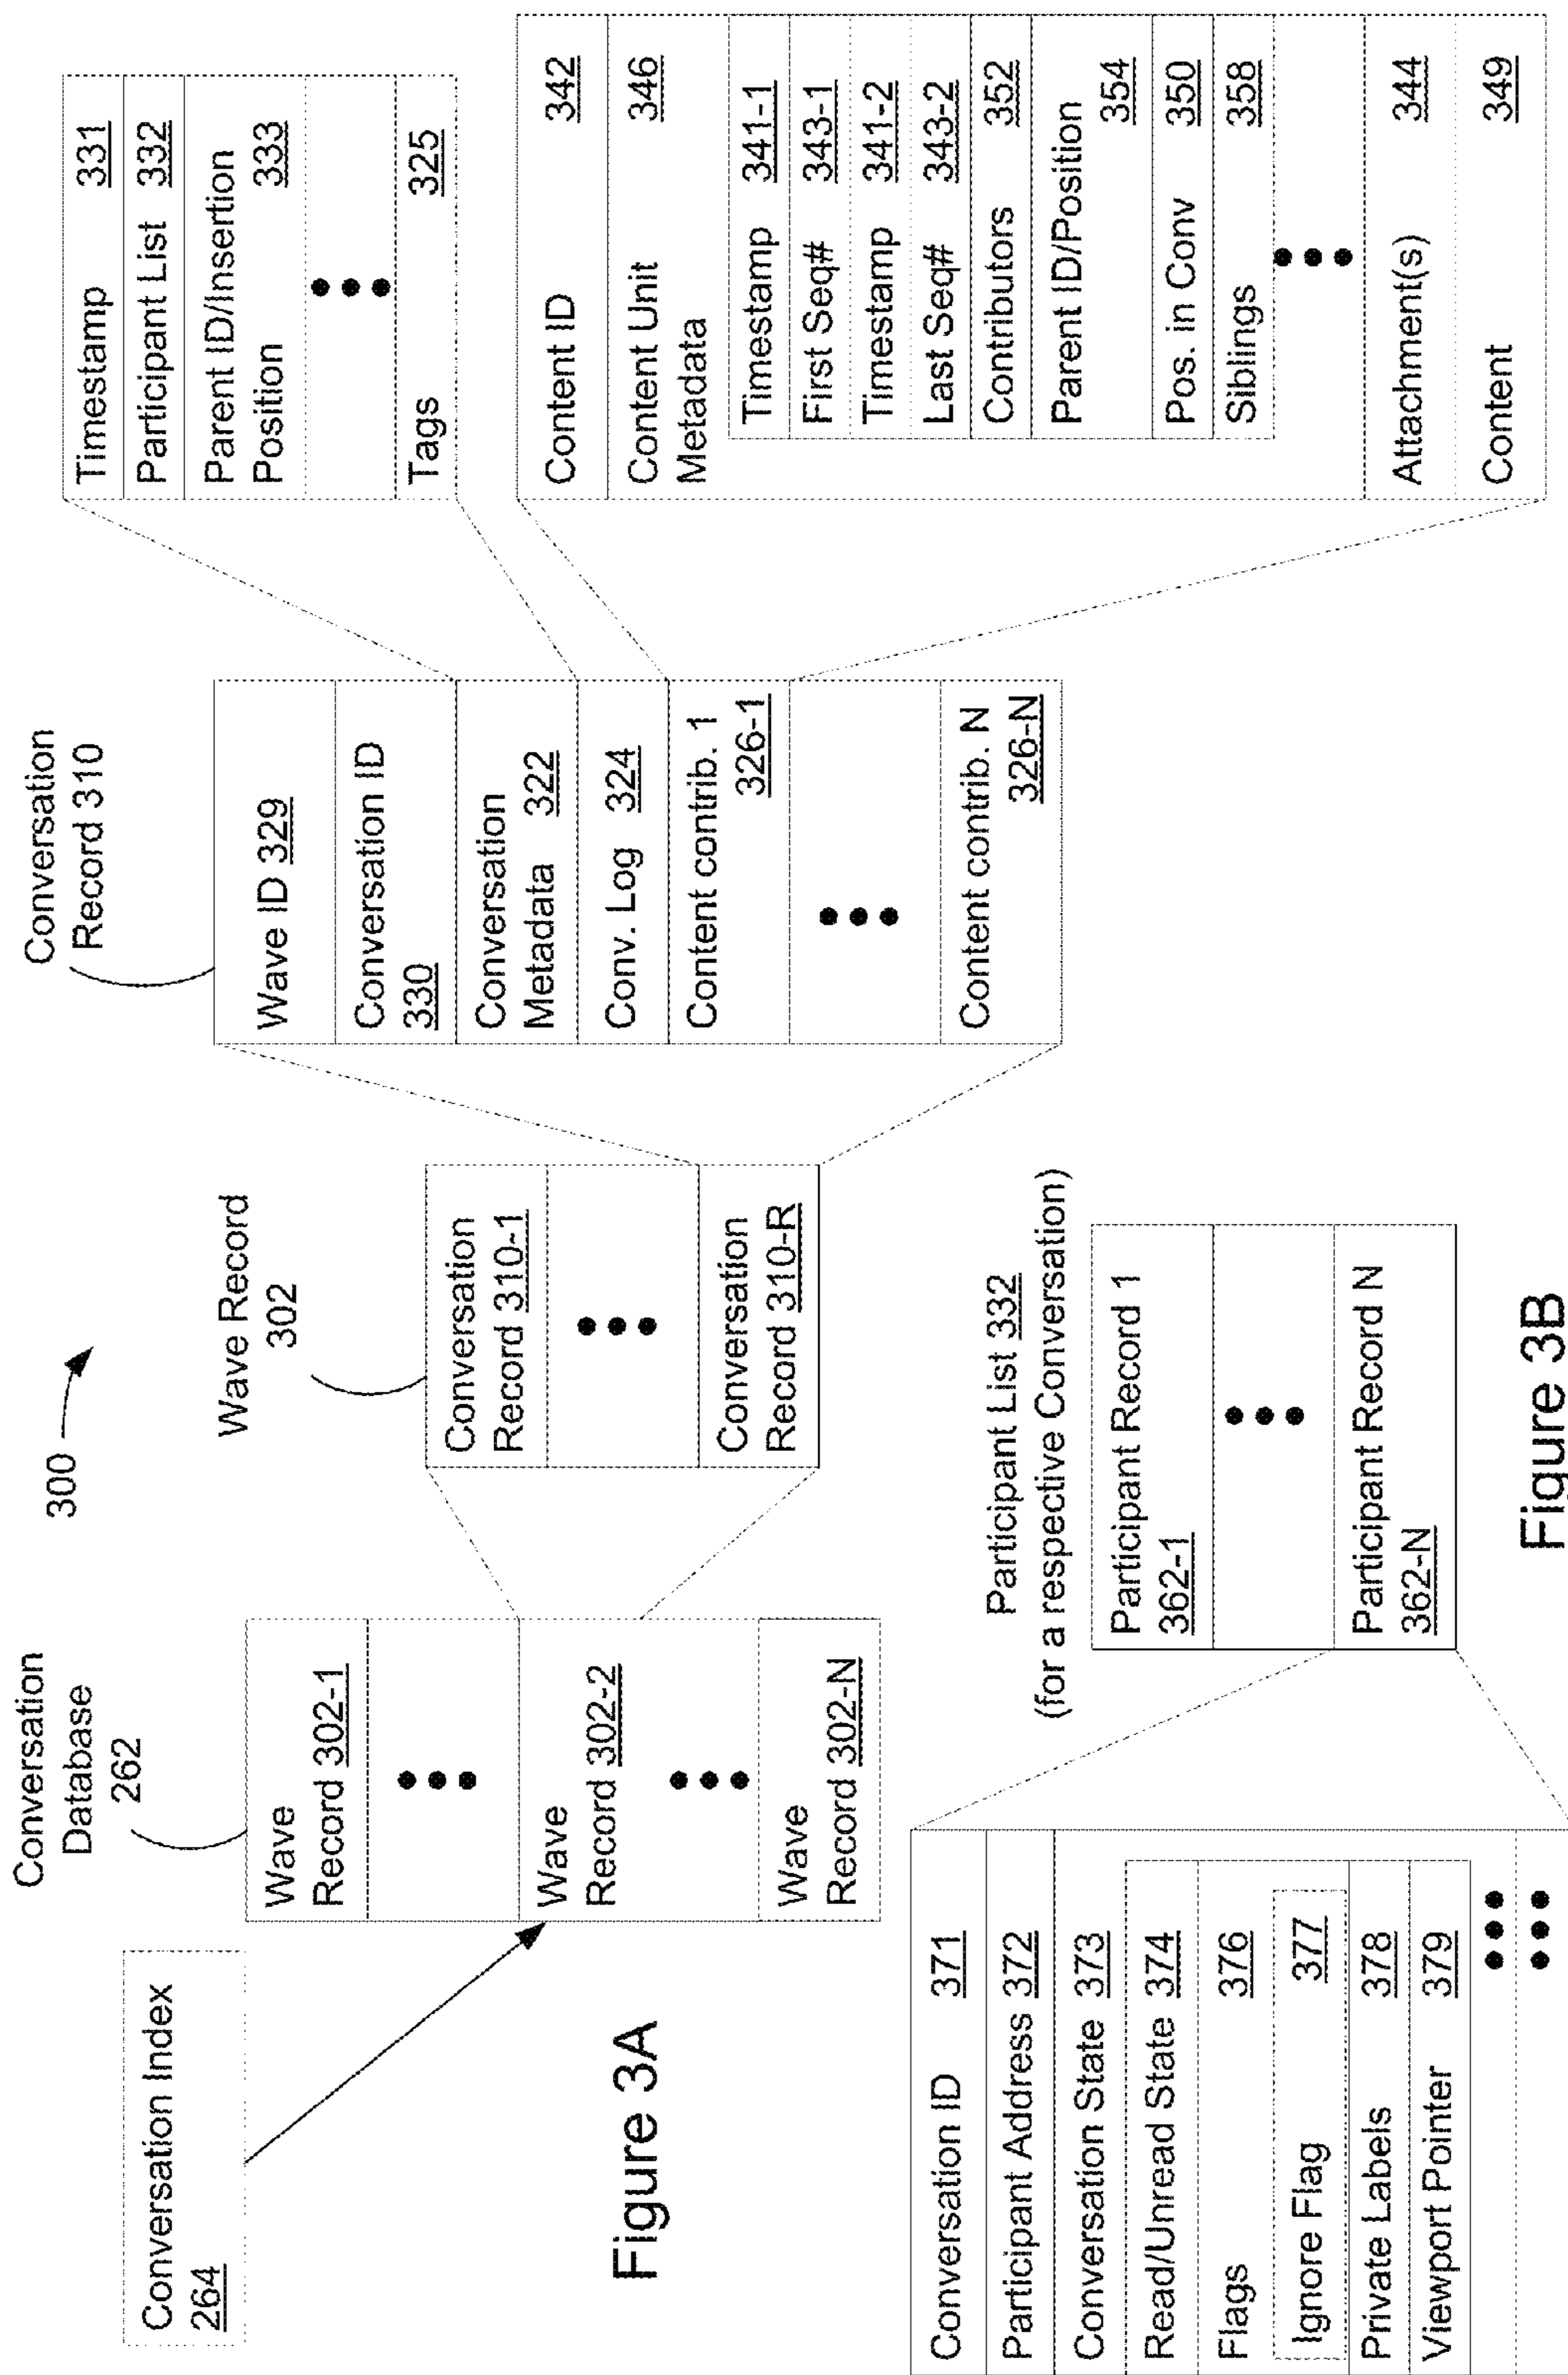 300
Conversation Index
264
Conversation
Database
262
Wave
Record 302-1
Wave
Record 302-2
Wave
Record 302-N
Wave Record
302
Conversation
Record 310-1
Conversation
Record 310-R
Conversation
Record 310
Wave ID 329
Conversation ID
330
Conversation
Metadata 322
Conv. Log 324
Content contrib. 1
326-1
Content contrib. N
326-N
Timestamp 331
Participant List 332
Parent ID/Insertion
Position 333
Tags 325
Content ID 342
Content Unit 346
Metadata
Timestamp 341-1
First Seq# 343-1
Timestamp 341-2
Last Seq# 343-2
Contributors 352
Parent ID/Position
354
Pos. in Conv 350
Siblings 358
Attachment(s) 344
Content 349
Figure 3A
Participant List 332
(for a respective Conversation)
Participant Record 1
362-1
Participant Record N
362-N
Conversation ID 371
Participant Address 372
Conversation State 373
Read/Unread State 374
Flags 376
Ignore Flag 377
Private Labels 378
Viewport Pointer 379
Figure 3B